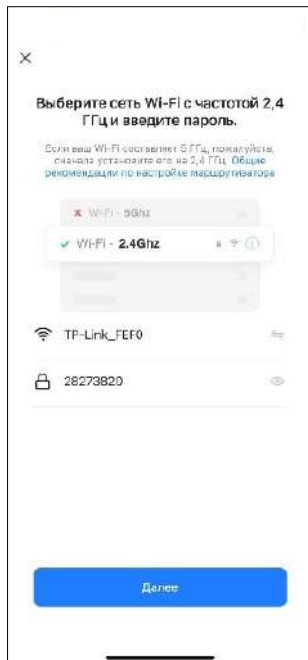 Выберите сеть Wi-Fi с частотой 2,4
ГГц и введите пароль.
Если ваш Wi-Fi составляет 5 ГГц, пожалуйста,
сначала установите его на 2,4 ГГц. Общие
рекомендации по настройке маршрутизатора
Wi-Fi - 5Ghz
Wi-Fi - 2.4Ghz
TP-Link_FEF0
28273820
Далее